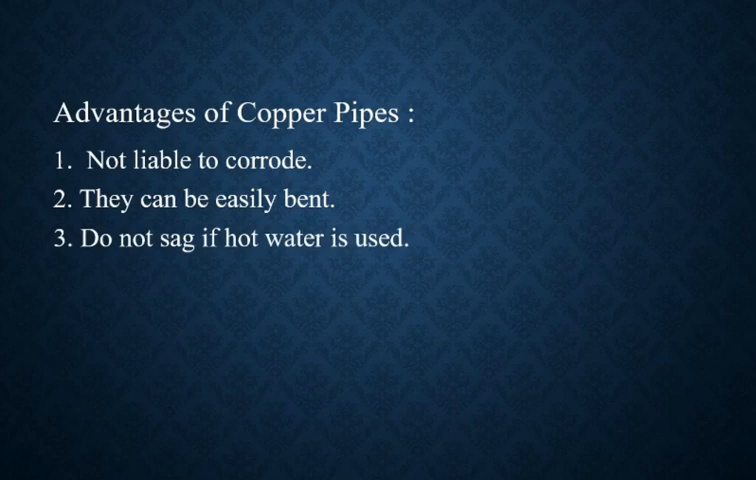 Advantages of Copper Pipes :
1. Not liable to corrode.
2. They can be easily bent.
3. Do not sag if hot water is used.